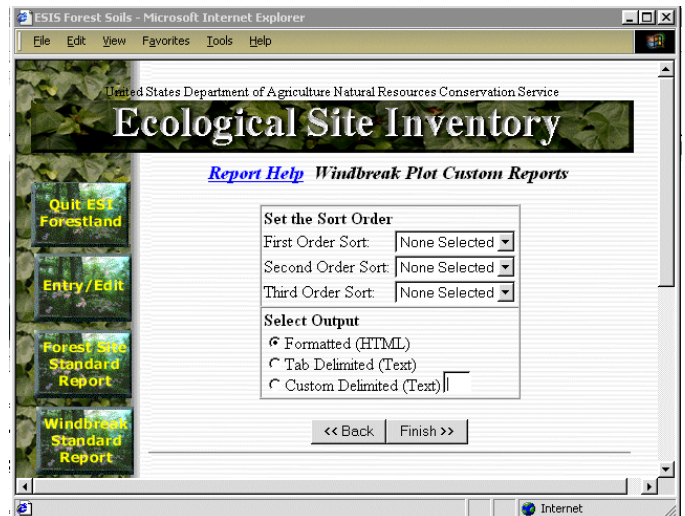 ESIS Forest Soils - Microsoft Internet Explorer
File Edit View Favorites Tools Help
United States Department of Agriculture Natural Resources Conservation Service
Ecological Site Inventory
Report Help Windbreak Plot Custom Reports
Quit ESI
Forestland
Entry/Edit
Forest Site
Standard
Report
Windbreak
Standard
Report
Set the Sort Order
First Order Sort: None Selected
Second Order Sort: None Selected
Third Order Sort: None Selected
Select Output
Formatted (HTML)
Tab Delimited (Text)
Custom Delimited (Text)
<< Back Finish >>
Internet